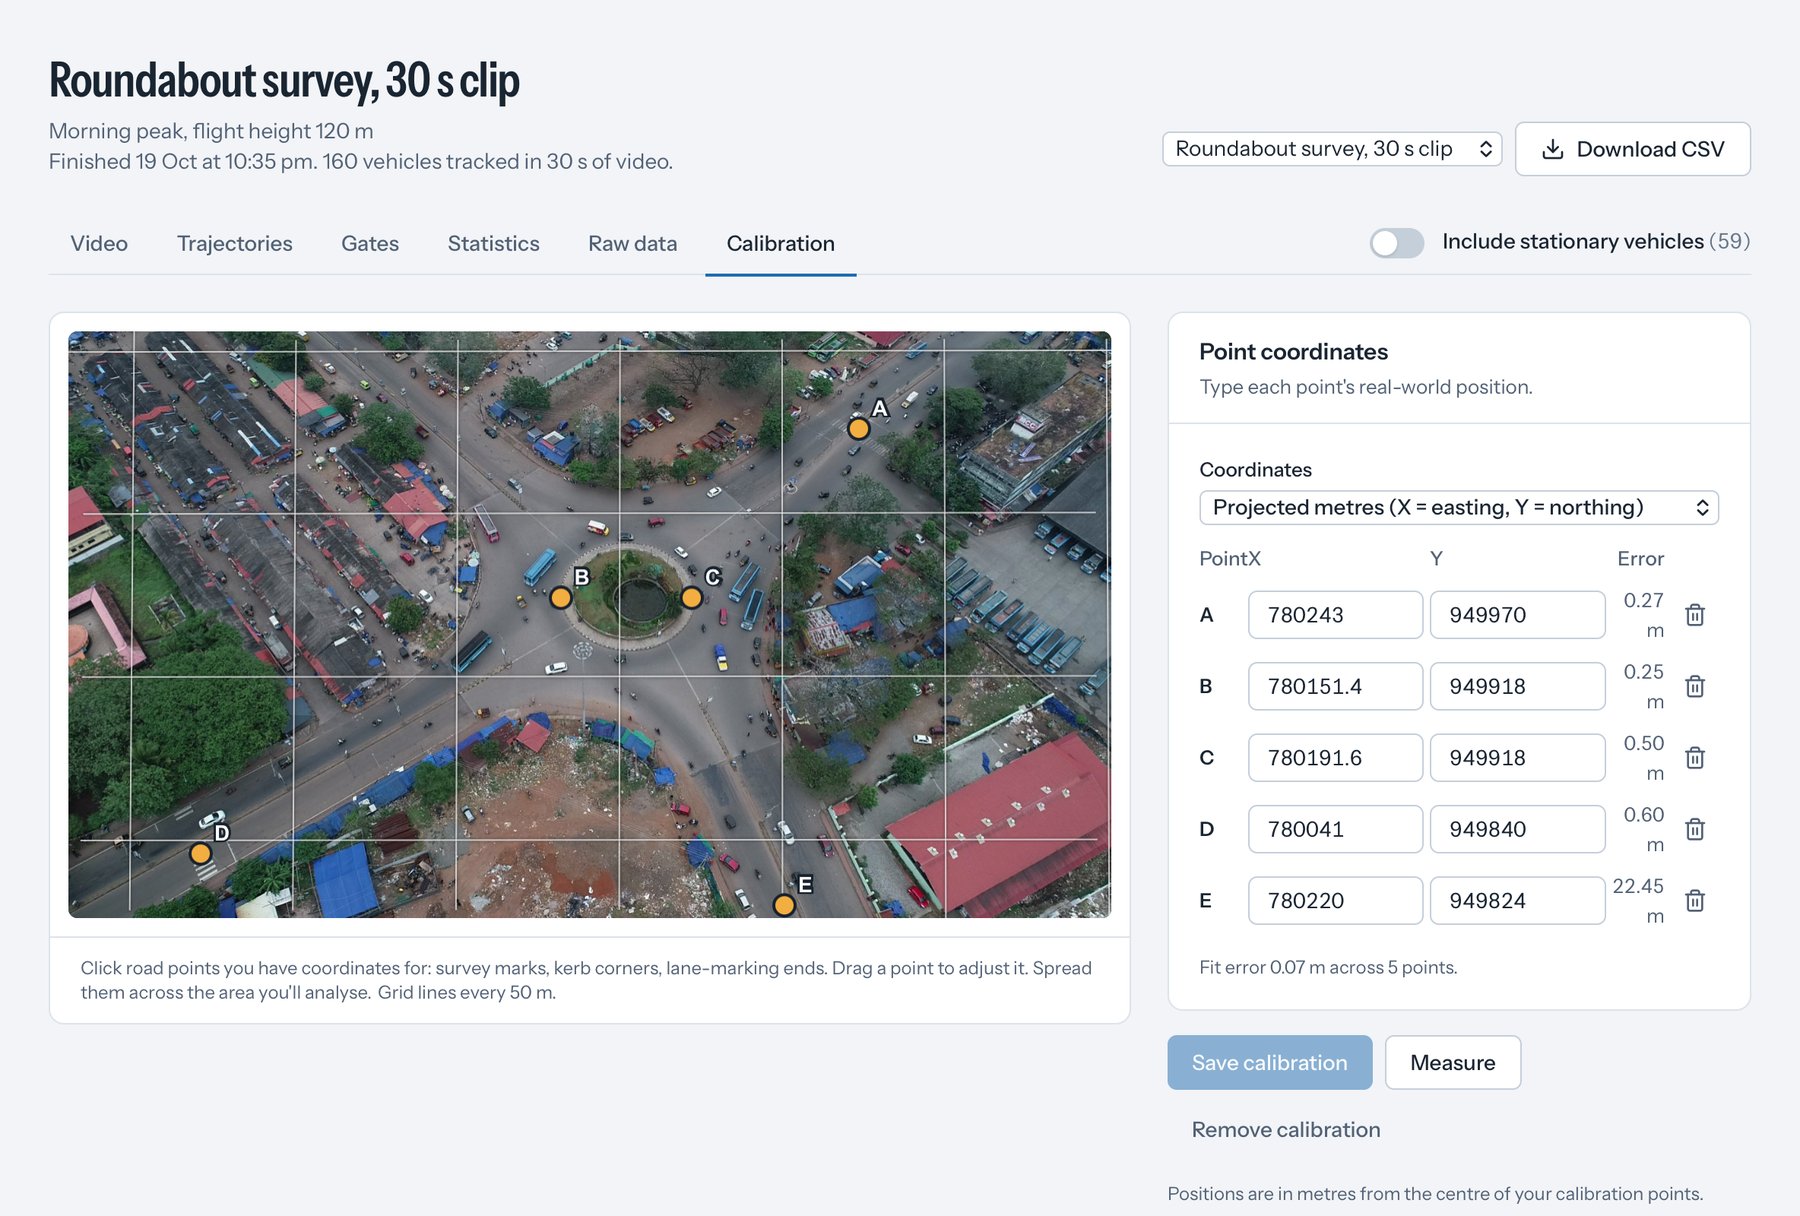 Roundabout survey, 30 s clip
Morning peak, flight height 120 m
Finished 19 Oct at 10:35 pm. 160 vehicles tracked in 30 s of video.
Roundabout survey, 30 s clip
Download CSV
Video Trajectories Gates Statistics Raw data Calibration
Include stationary vehicles (59)
A
B
C
D
E
Click road points you have coordinates for: survey marks, kerb corners, lane-marking ends. Drag a point to adjust it. Spread
them across the area you'll analyse. Grid lines every 50 m.
Point coordinates
Type each point's real-world position.
Coordinates
Projected metres (X = easting, Y = northing)
Point X Y Error
A 780243 949970 0.27 m
B 780151.4 949918 0.25 m
C 780191.6 949918 0.50 m
D 780041 949840 0.60 m
E 780220 949824 22.45 m
Fit error 0.07 m across 5 points.
Save calibration Measure
Remove calibration
Positions are in metres from the centre of your calibration points.